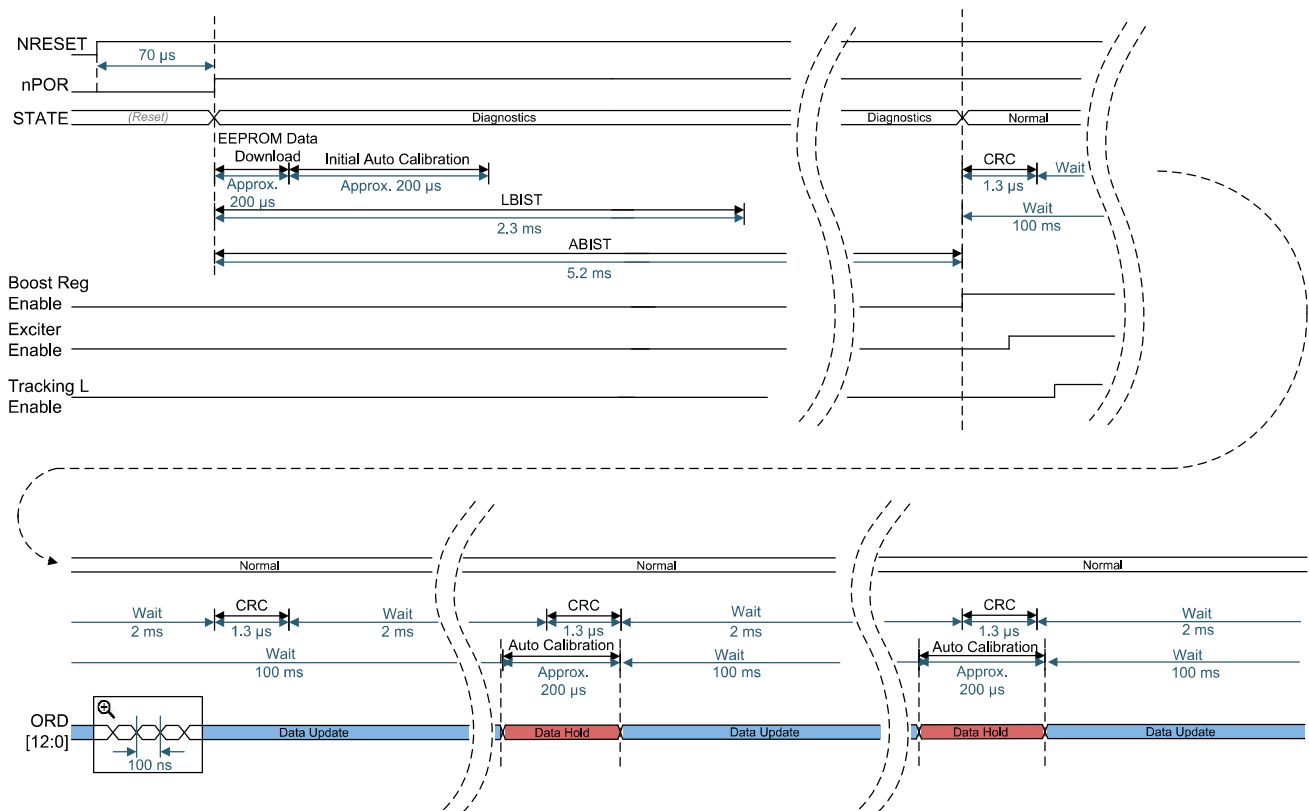 NRESET
70 µs
nPOR
STATE
(Reset)
Diagnostics
Diagnostics
Normal
EEPROM Data
Download
Initial Auto Calibration
CRC
Approx.
200 µs
Approx. 200 µs
1.3 µs
Wait
LBIST
2.3 ms
Wait
100 ms
ABIST
5.2 ms
Boost Reg
Enable
Exciter
Enable
Tracking L
Enable
Normal
Normal
Normal
Wait
2 ms
CRC
1.3 µs
Wait
2 ms
CRC
1.3 µs
Wait
2 ms
CRC
1.3 µs
Wait
2 ms
Wait
100 ms
Auto Calibration
Approx.
200 µs
Wait
100 ms
Auto Calibration
Approx.
200 µs
Wait
100 ms
ORD
[12:0]
100 ns
Data Update
Data Hold
Data Update
Data Hold
Data Update